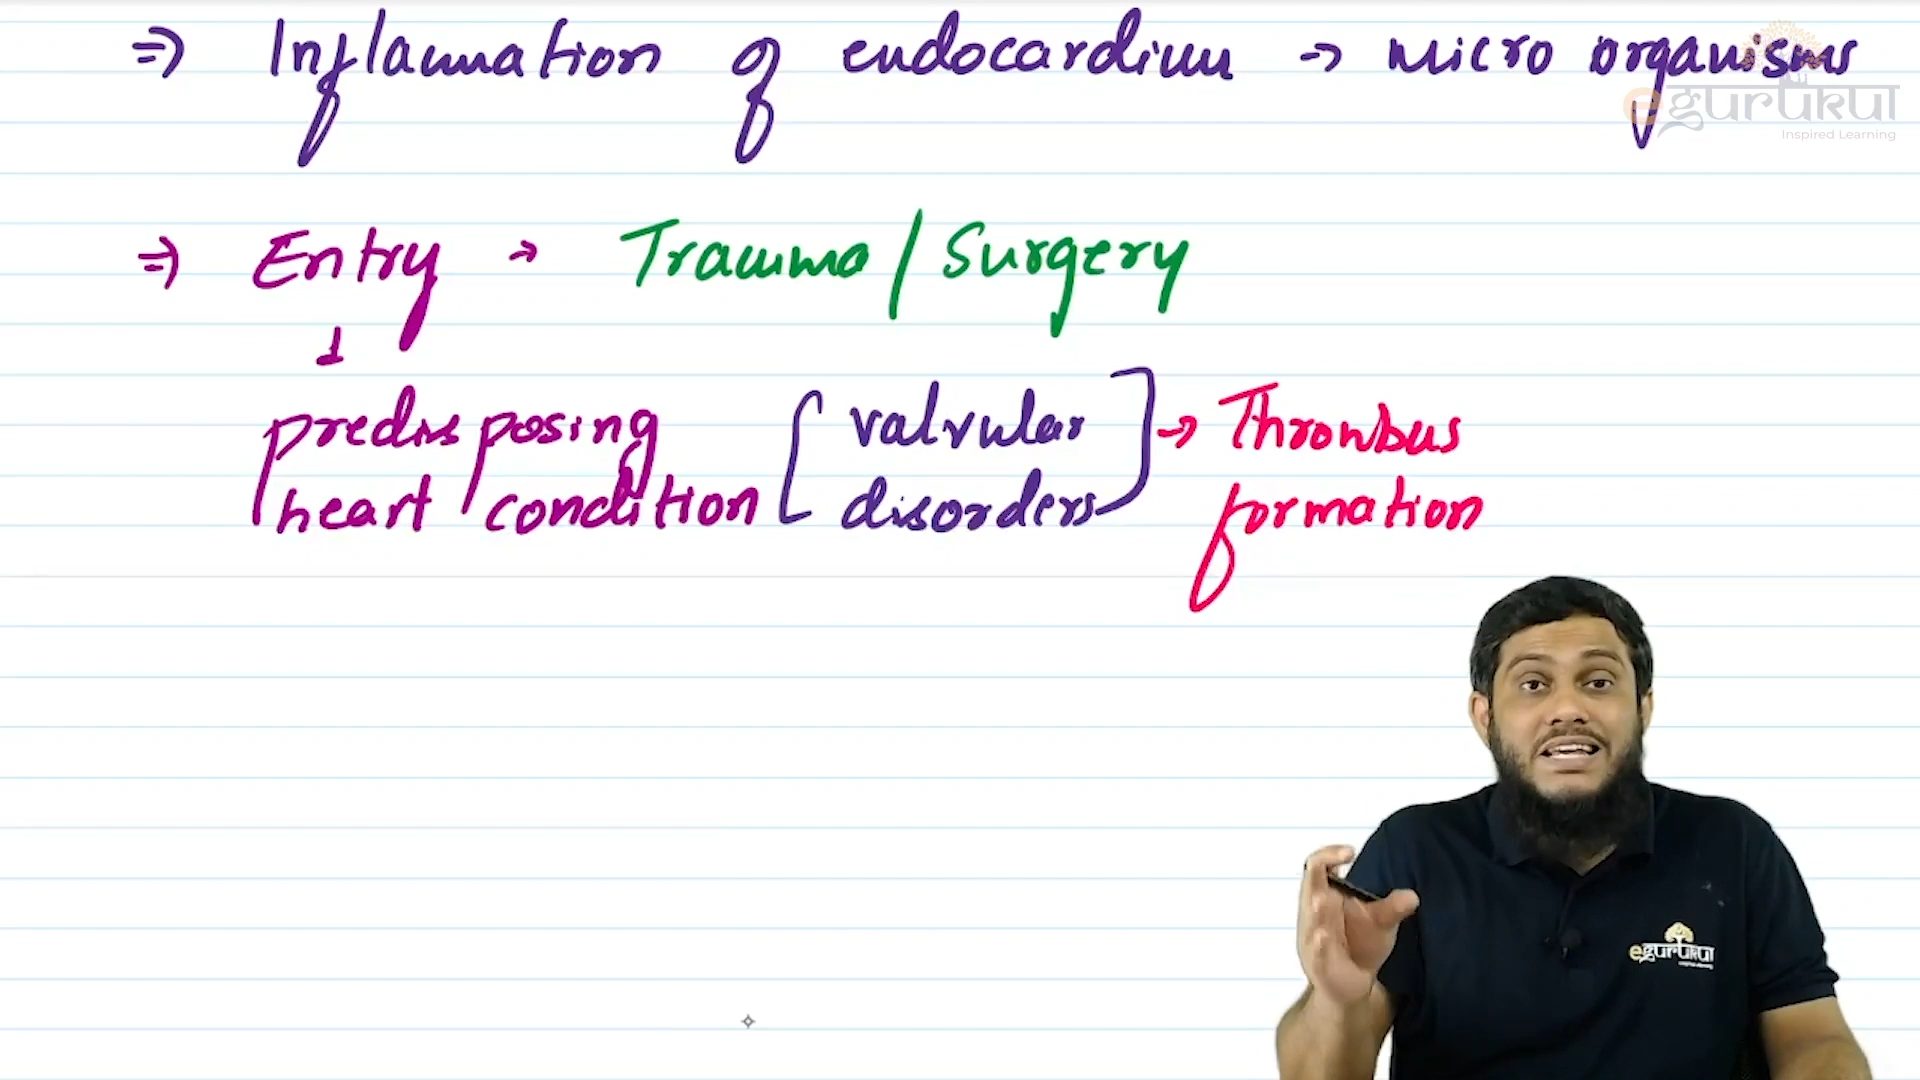 ⇒ Inflammation of endocardium → micro organisms
egurukul
Inspired Learning
⇒ Entry → Trauma / Surgery
↓
predisposing [ valvular ] → Thrombus
heart condition disorders formation
egurukul